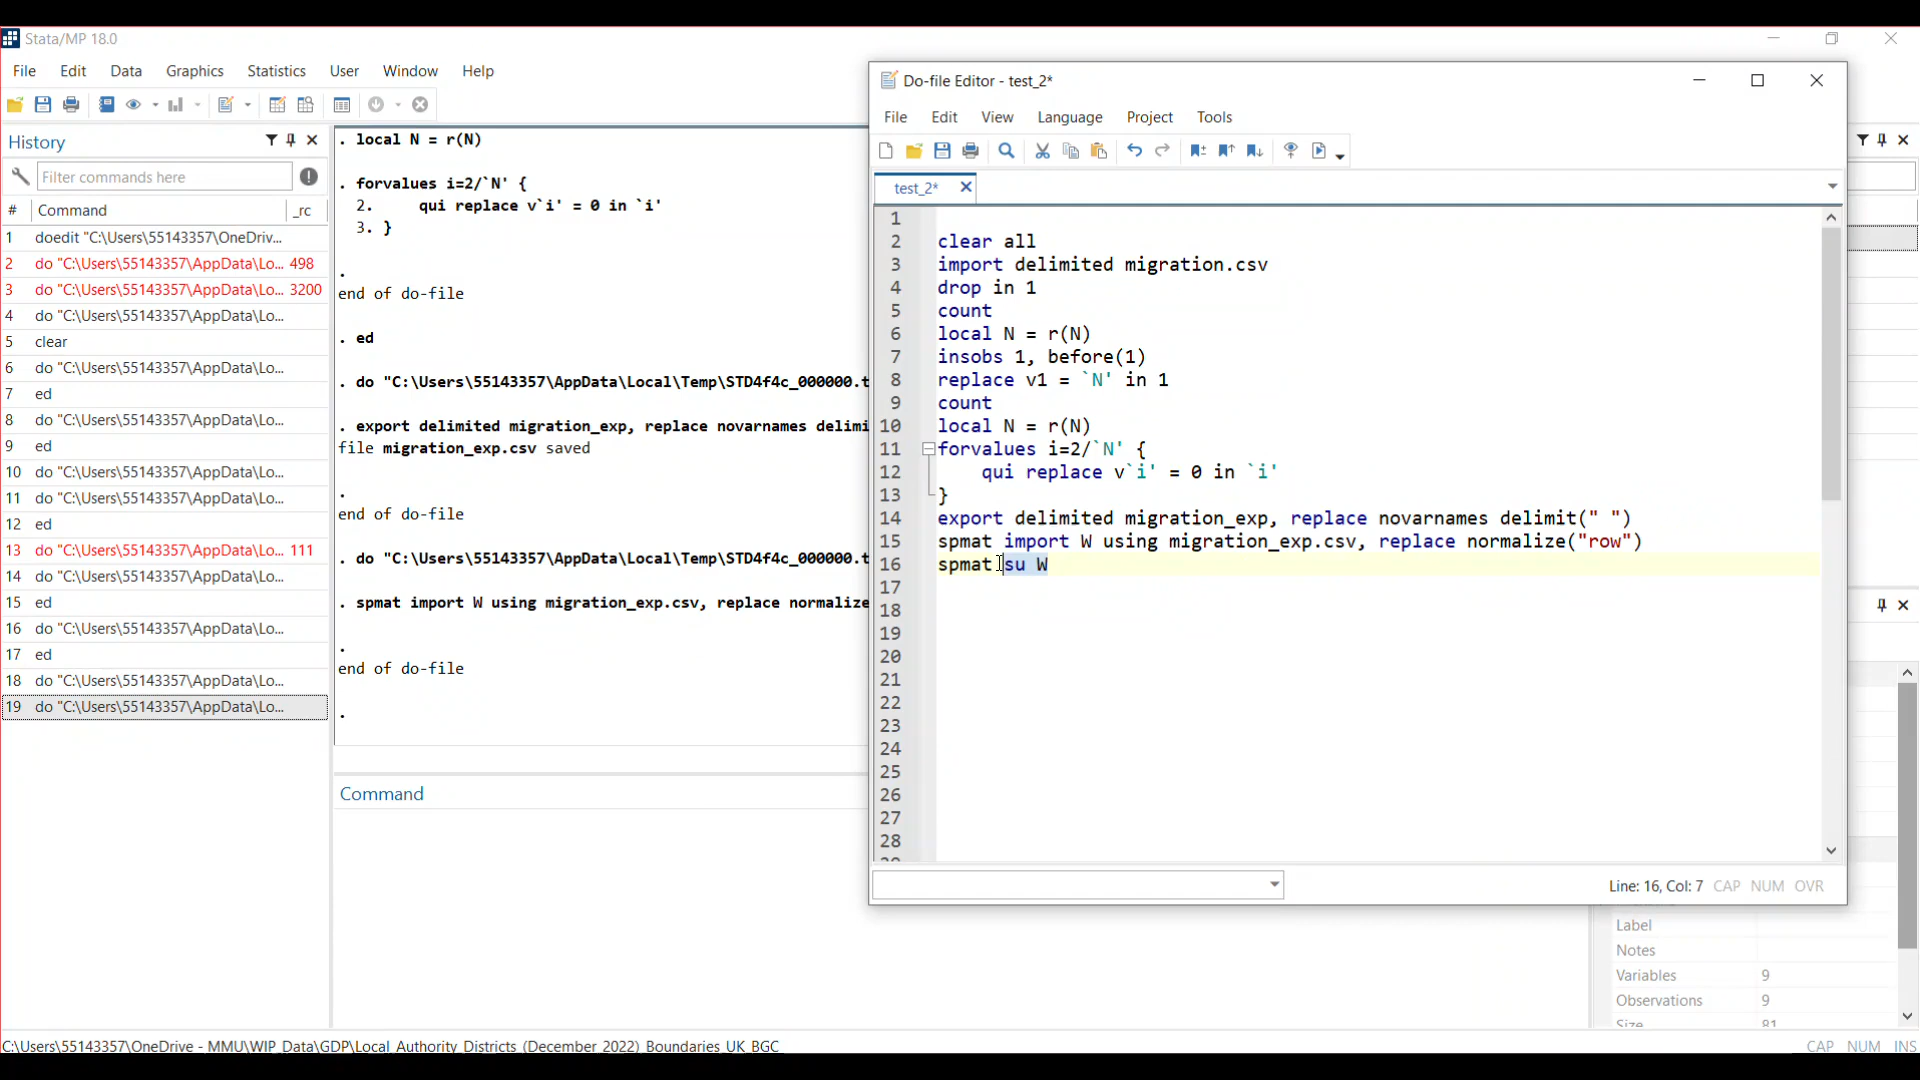 Stata/MP 18.0
File Edit Data Graphics Statistics User Window Help
History
Filter commands here
# Command _rc
1 doedit "C:\Users\55143357\OneDriv...
2 do "C:\Users\55143357\AppData\Lo... 498
3 do "C:\Users\55143357\AppData\Lo... 3200
4 do "C:\Users\55143357\AppData\Lo...
5 clear
6 do "C:\Users\55143357\AppData\Lo...
7 ed
8 do "C:\Users\55143357\AppData\Lo...
9 ed
10 do "C:\Users\55143357\AppData\Lo...
11 do "C:\Users\55143357\AppData\Lo...
12 ed
13 do "C:\Users\55143357\AppData\Lo... 111
14 do "C:\Users\55143357\AppData\Lo...
15 ed
16 do "C:\Users\55143357\AppData\Lo...
17 ed
18 do "C:\Users\55143357\AppData\Lo...
19 do "C:\Users\55143357\AppData\Lo...
. local N = r(N)
. forvalues i=2/`N' {
2. qui replace v`i' = 0 in `i'
3. }
.
end of do-file
. ed
. do "C:\Users\55143357\AppData\Local\Temp\STD4f4c_000000.t
. export delimited migration_exp, replace novarnames delimi
file migration_exp.csv saved
.
end of do-file
. do "C:\Users\55143357\AppData\Local\Temp\STD4f4c_000000.t
. spmat import W using migration_exp.csv, replace normalize
.
end of do-file
.
Command
Do-file Editor - test_2*
File Edit View Language Project Tools
test_2*
1
2 clear all
3 import delimited migration.csv
4 drop in 1
5 count
6 local N = r(N)
7 insobs 1, before(1)
8 replace v1 = `N' in 1
9 count
10 local N = r(N)
11 forvalues i=2/`N' {
12 qui replace v`i' = 0 in `i'
13 }
14 export delimited migration_exp, replace novarnames delimit(" ")
15 spmat import W using migration_exp.csv, replace normalize("row")
16 spmat su W
17
18
19
20
21
22
23
24
25
26
27
28
Line: 16, Col: 7 CAP NUM OVR
Label
Notes
Variables 9
Observations 9
Size 81
C:\Users\55143357\OneDrive - MMU\WIP_Data\GDP\Local_Authority_Districts_(December_2022)_Boundaries_UK_BGC
CAP NUM INS